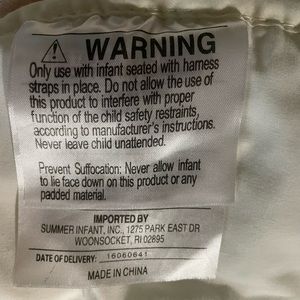 WARNING
Only use with infant seated with harness
straps in place. Do not allow the use of
this product to interfere with proper
function of the child safety restraints,
according to manufacturer's instructions.
Never leave child unattended.
Prevent Suffocation: Never allow infant
to lie face down on this product or any
padded material.
IMPORTED BY
SUMMER INFANT, INC., 1275 PARK EAST DR
WOONSOCKET, RI 02895
DATE OF DELIVERY: 16060641
MADE IN CHINA